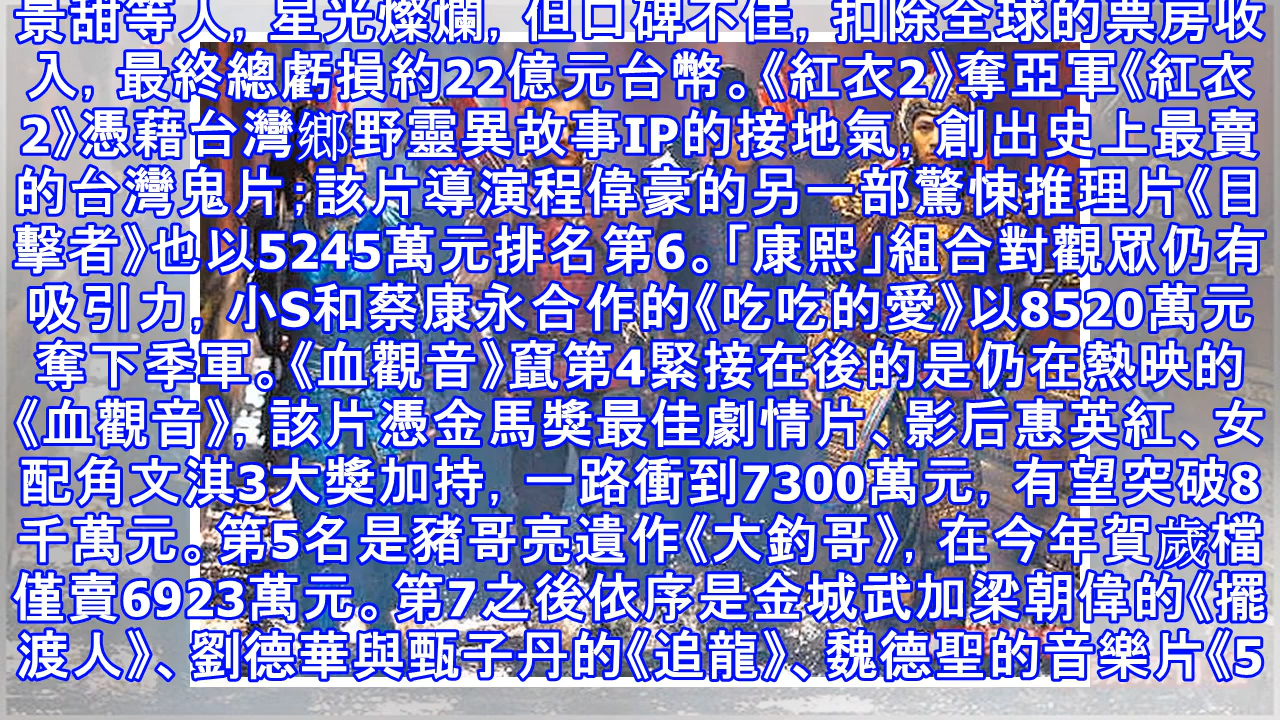 景甜等人, 星光燦爛, 但口碑不佳, 扣除全球的票房收
入, 最終總虧損約22億元台幣。《紅衣2》奪亞軍《紅衣
2》憑藉台灣鄉野靈異故事IP的接地氣, 創出史上最賣
的台灣鬼片;該片導演程偉豪的另一部驚悚推理片《目
擊者》也以5245萬元排名第6。「康熙」組合對觀眾仍有
吸引力, 小S和蔡康永合作的《吃吃的愛》以8520萬元
奪下季軍。《血觀音》竄第4緊接在後的是仍在熱映的
《血觀音》, 該片憑金馬獎最佳劇情片、影后惠英紅、女
配角文淇3大獎加持, 一路衝到7300萬元, 有望突破8
千萬元。第5名是豬哥亮遺作《大釣哥》, 在今年賀歲檔
僅賣6923萬元。第7之後依序是金城武加梁朝偉的《擺
渡人》、劉德華與甄子丹的《追龍》、魏德聖的音樂片《5